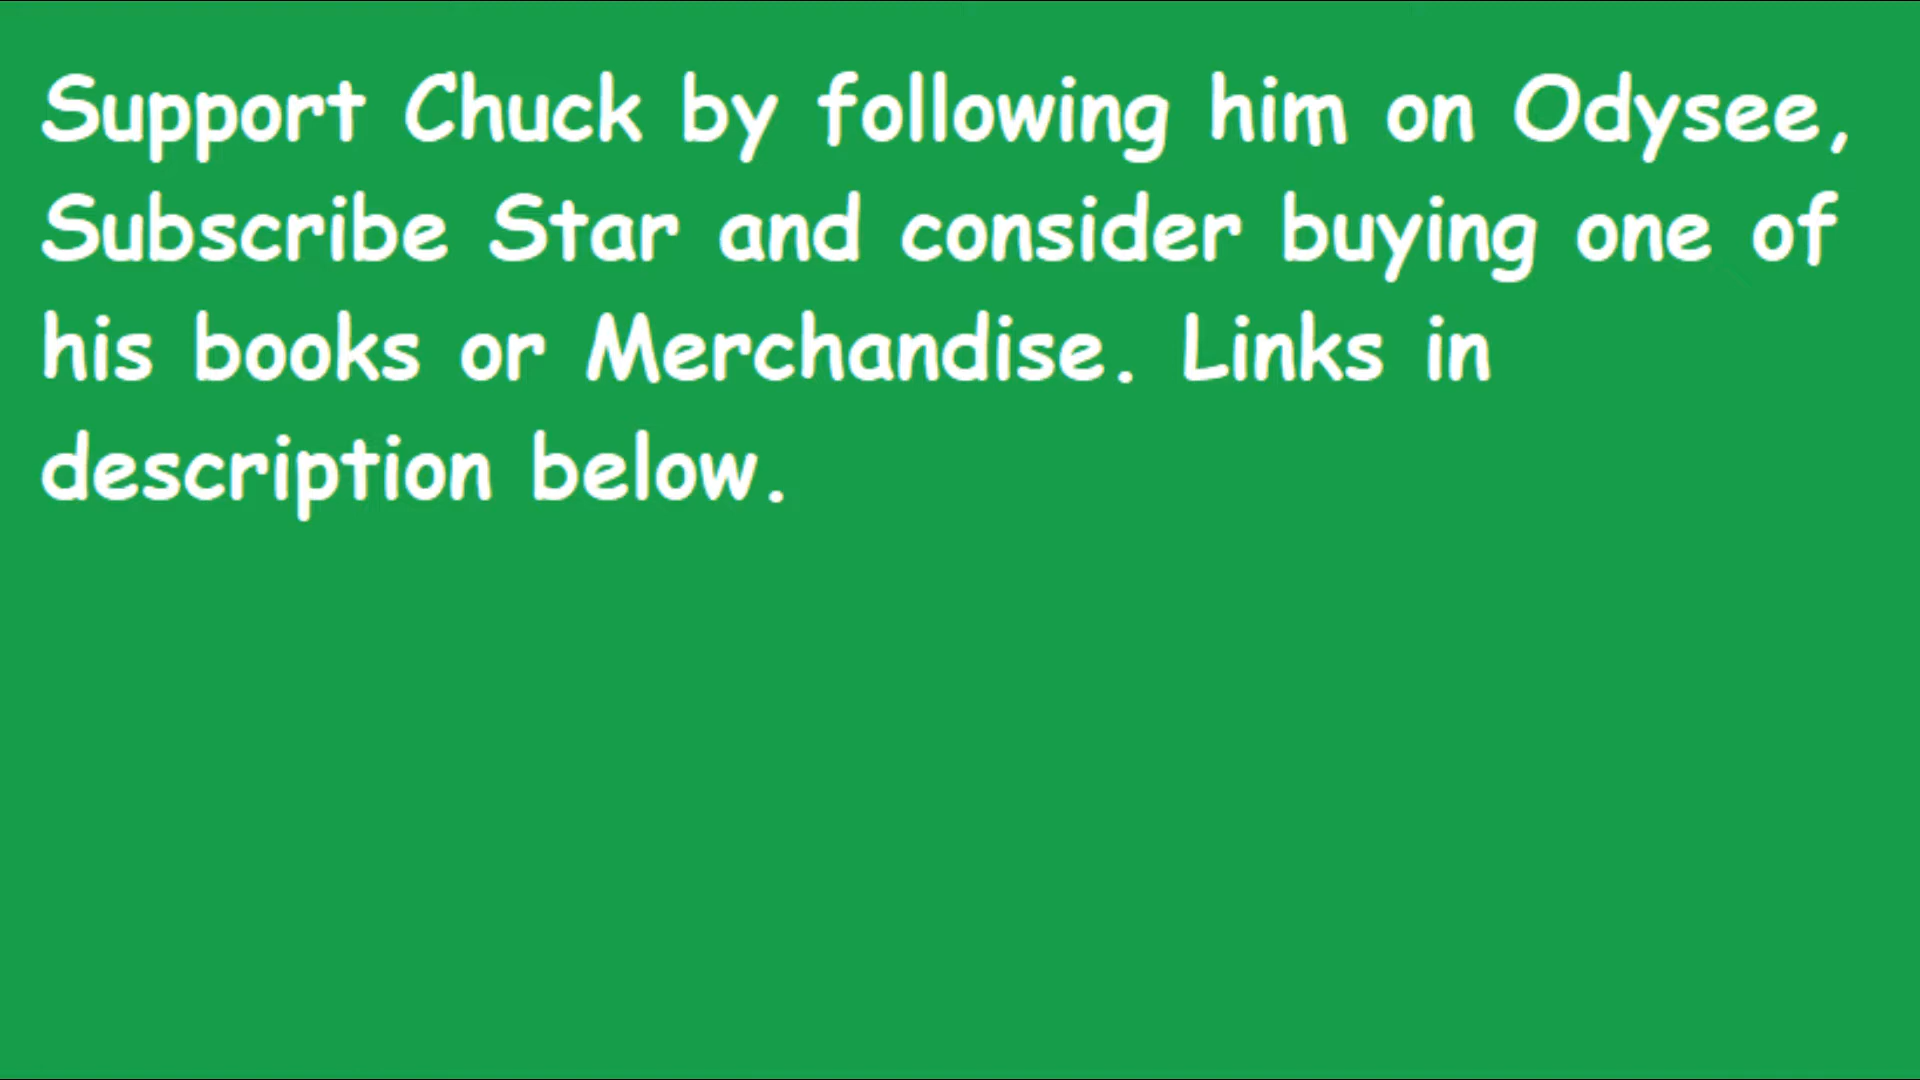 Support Chuck by following him on Odysee,
Subscribe Star and consider buying one of
his books or Merchandise. Links in
description below.